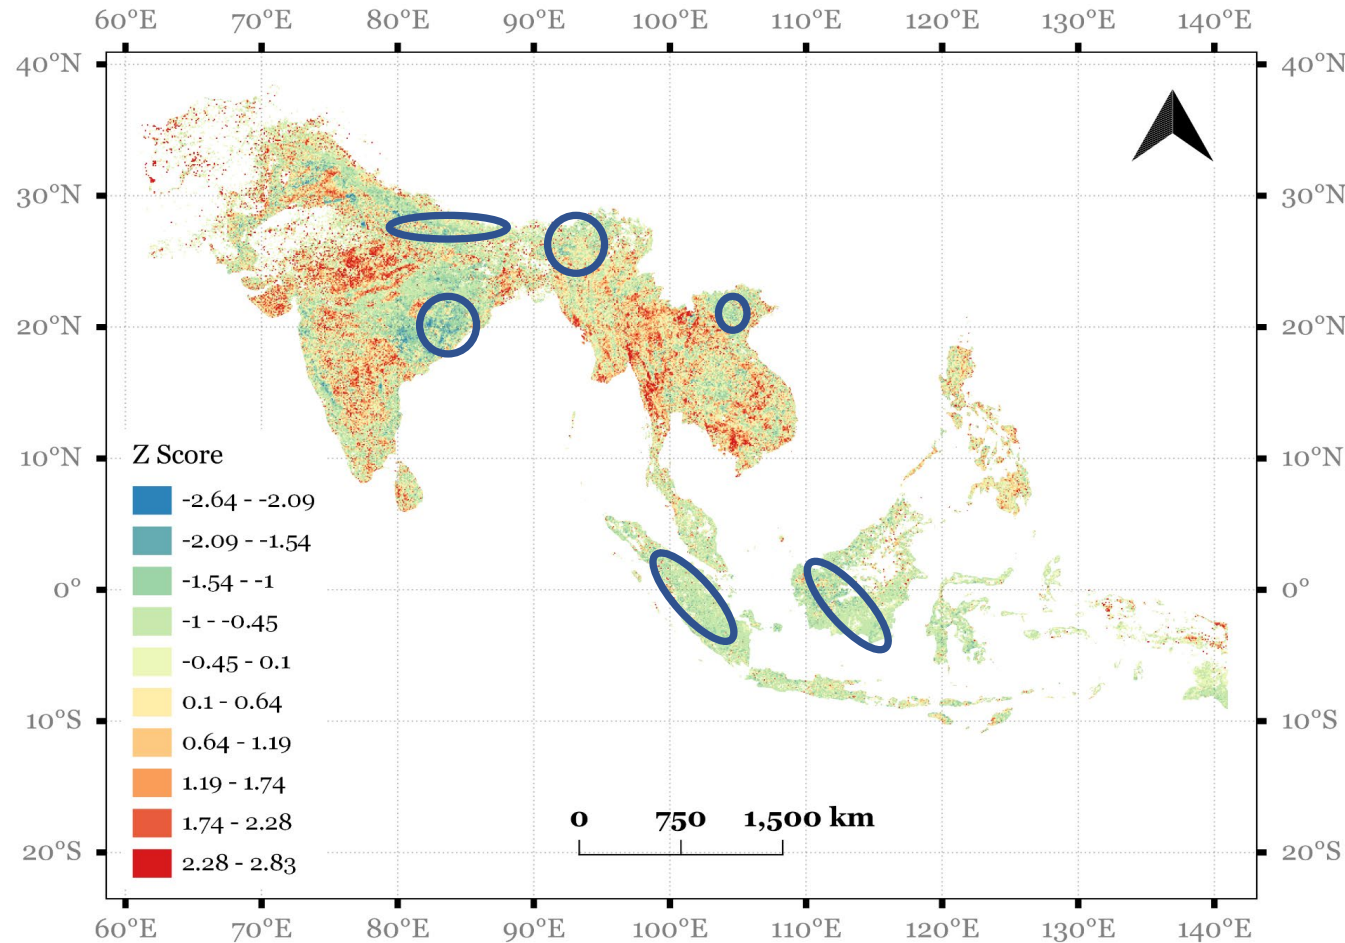 60°E 70°E 80°E 90°E 100°E 110°E 120°E 130°E 140°E
40°N 40°N
30°N 30°N
20°N 20°N
10°N 10°N
Z Score
-2.64 - -2.09
-2.09 - -1.54
-1.54 - -1
-1 - -0.45
0° 0°
-0.45 - 0.1
0.1 - 0.64
10°S 10°S
0.64 - 1.19
1.19 - 1.74
1.74 - 2.28
0 750 1,500 km
20°S 20°S
2.28 - 2.83
60°E 70°E 80°E 90°E 100°E 110°E 120°E 130°E 140°E